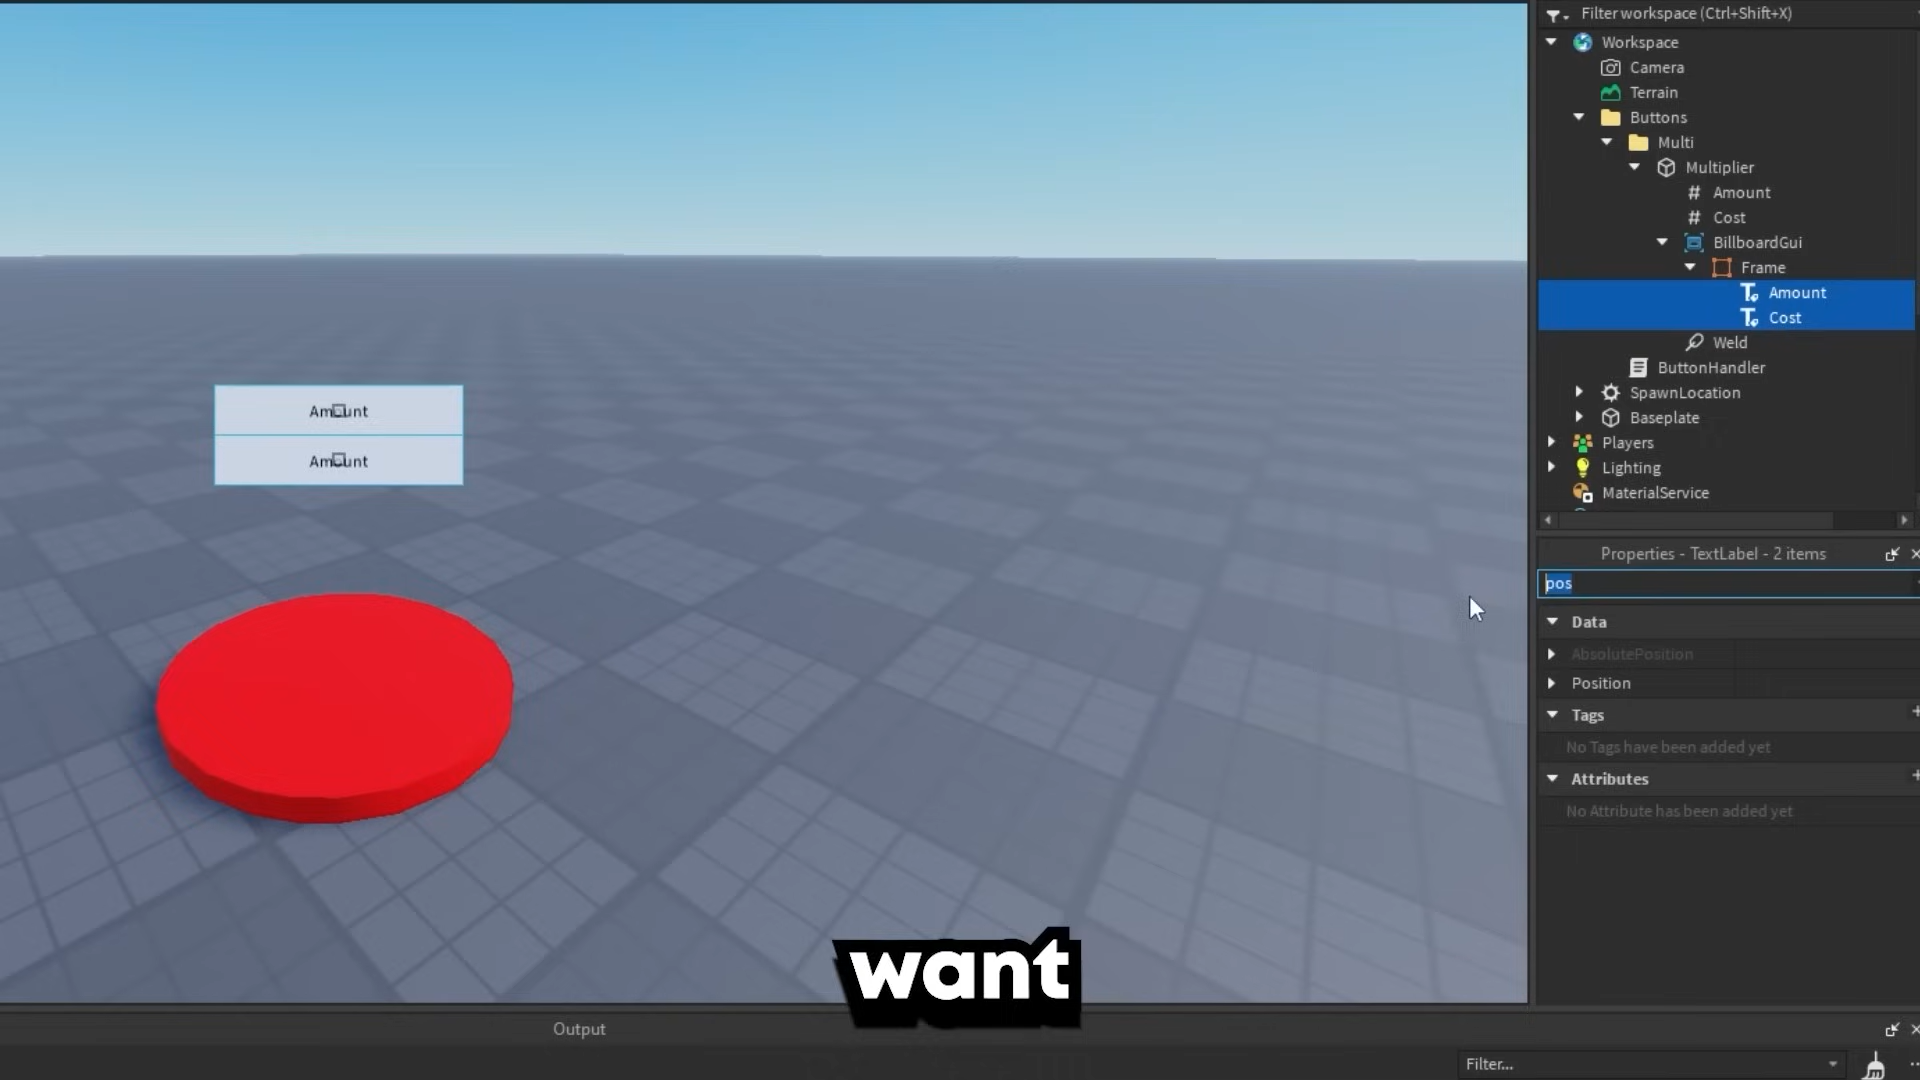 Filter workspace (Ctrl+Shift+X)
Workspace
Camera
Terrain
Buttons
Multi
Multiplier
# Amount
# Cost
BillboardGui
Frame
Amount
Cost
Weld
ButtonHandler
SpawnLocation
Baseplate
Players
Lighting
MaterialService
Amount
Amount
Properties - TextLabel - 2 items
pos
Data
AbsolutePosition
Position
Tags
No Tags have been added yet
Attributes
No Attribute has been added yet
want
Output
Filter...